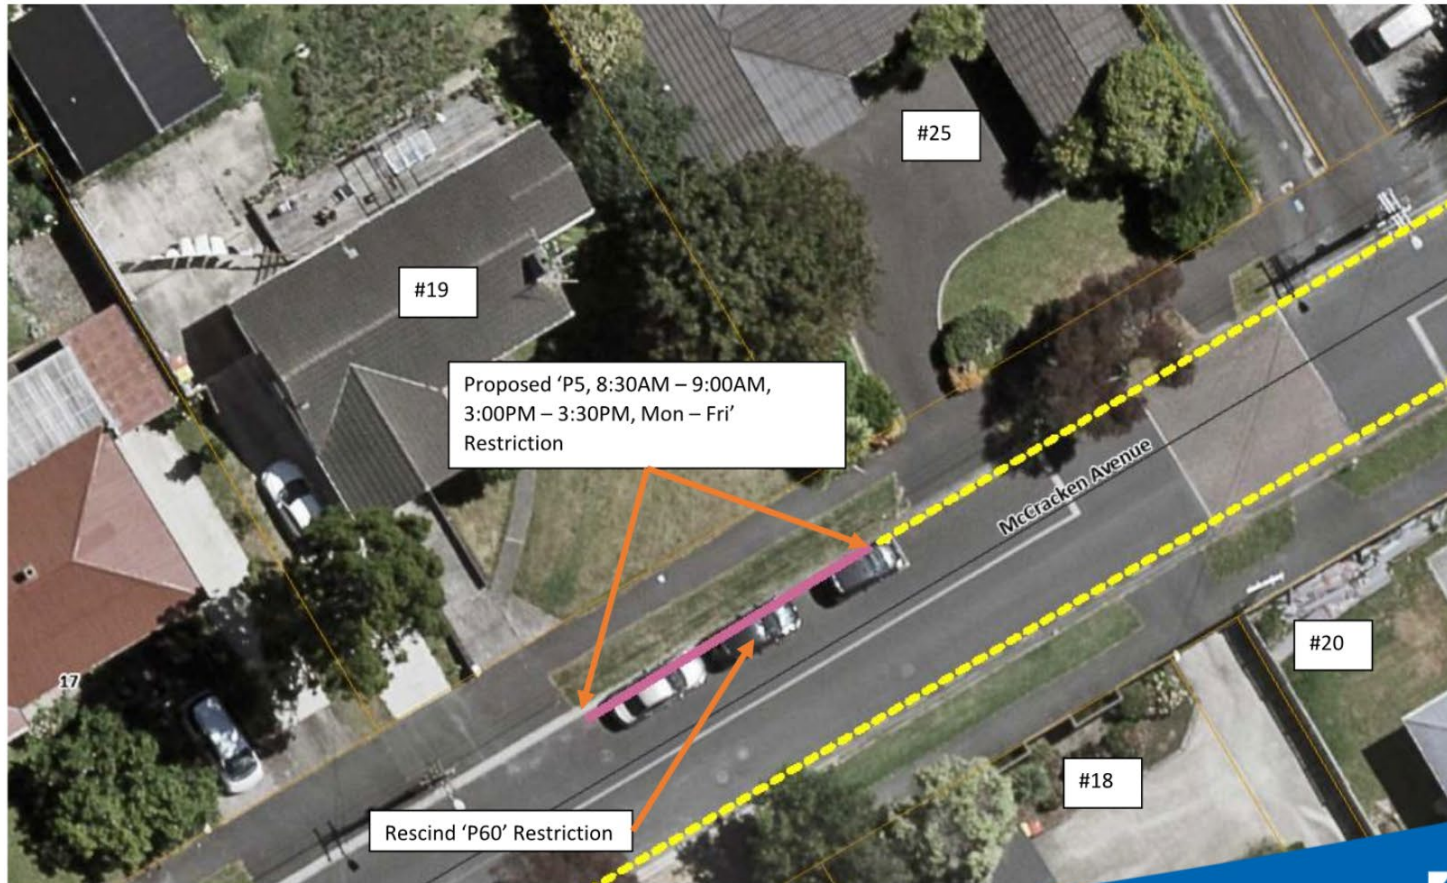 #25
#19
Proposed ‘P5, 8:30AM – 9:00AM,
3:00PM – 3:30PM, Mon – Fri’
Restriction
McCracken Avenue
#20
17
#18
Rescind ‘P60’ Restriction